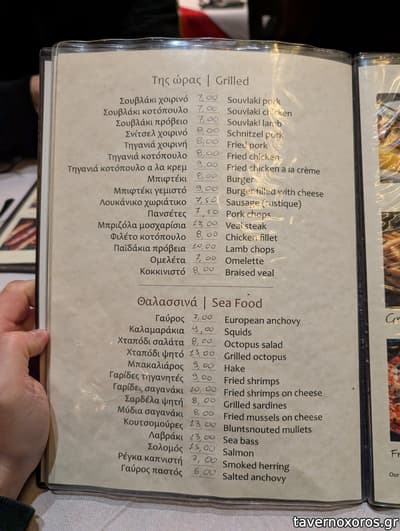 Της ώρας | Grilled
Σουβλάκι χοιρινό 7,00 Souvlaki pork
Σουβλάκι κοτόπουλο 7,00 Souvlaki chicken
Σουβλάκι πρόβειο 7,00 Souvlaki lamb
Σνίτσελ χοιρινό 8,00 Schnitzel pork
Τηγανιά χοιρινή 8,00 Fried pork
Τηγανιά κοτόπουλο 8,00 Fried chicken
Τηγανιά κοτόπουλο α λα κρεμ 9,00 Fried chicken a la crème
Μπιφτέκι 8,00 Burger
Μπιφτέκι γεμιστό 9,00 Burger filled with cheese
Λουκάνικο χωριάτικο 7,50 Sausage (rustique)
Πανσέτες 7,50 Pork chops
Μπριζόλα μοσχαρίσια 13,00 Veal steak
Φιλέτο κοτόπουλο 8,00 Chicken fillet
Παϊδάκια πρόβεια 10,00 Lamb chops
Ομελέτα 7,00 Omelette
Κοκκινιστό 8,00 Braised veal
Θαλασσινά | Sea Food
Γαύρος 7,00 European anchovy
Καλαμαράκια 9,00 Squids
Χταπόδι σαλάτα 8,00 Octopus salad
Χταπόδι ψητό 13,00 Grilled octopus
Μπακαλιάρος 9,00 Hake
Γαρίδες τηγανητές 9,00 Fried shrimps
Γαρίδες σαγανάκι 10,00 Fried shrimps on cheese
Σαρδέλα ψητή 8,00 Grilled sardines
Μύδια σαγανάκι 8,00 Fried mussels on cheese
Κουτσομούρες 13,00 Bluntsnouted mullets
Λαβράκι 13,00 Sea bass
Σολομός 13,00 Salmon
Ρέγκα καπνιστή 7,00 Smoked herring
Γαύρος παστός 6,00 Salted anchovy
tavernoxoros.gr